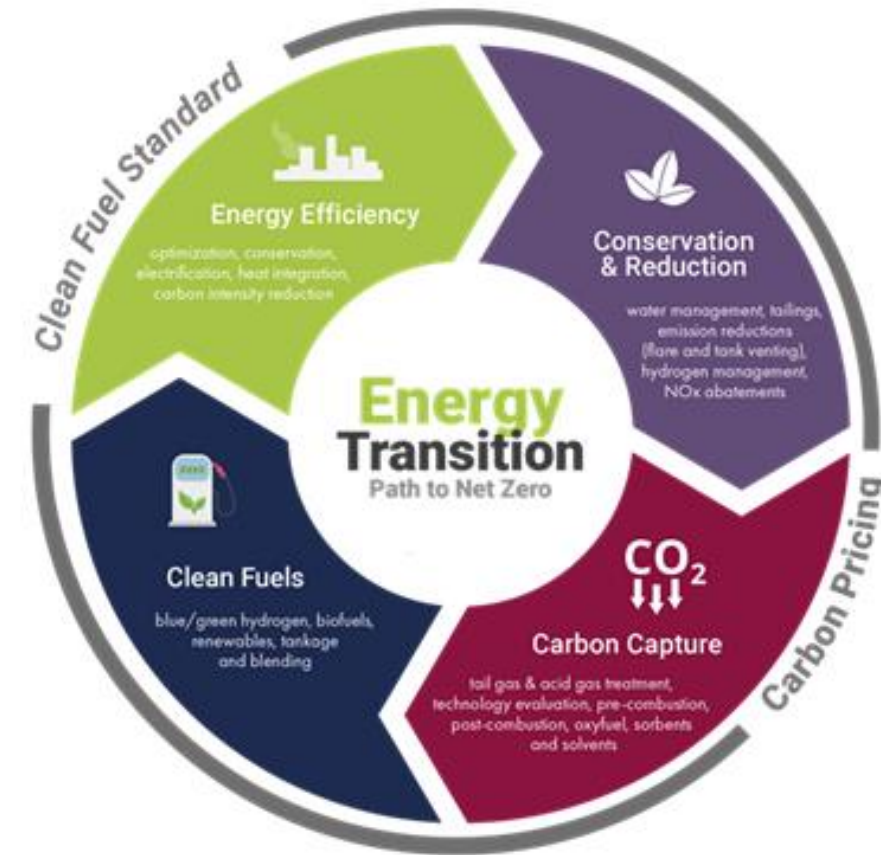 Clean Fuel Standard
Energy Efficiency
optimization, conservation,
electrification, heat integration,
carbon intensity reduction
Conservation
& Reduction
water management, tailings,
emission reductions
(flare and tank venting),
hydrogen management,
NOx abatements
Energy
Transition
Path to Net Zero
Clean Fuels
blue/green hydrogen, biofuels,
renewables, tankage
and blending
CO₂
Carbon Capture
tail gas & acid gas treatment,
technology evaluation, pre-combustion,
post-combustion, oxyfuel, sorbents
and solvents
Carbon Pricing